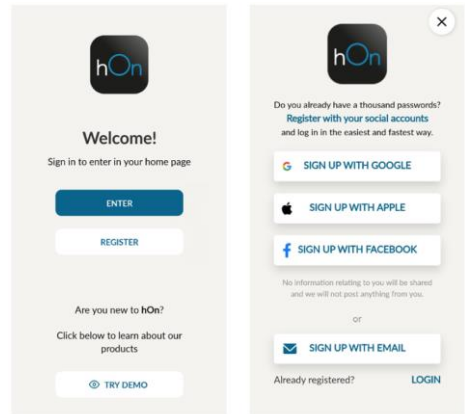 hOn
Welcome!
Sign in to enter in your home page
ENTER
REGISTER
Are you new to hOn?
Click below to learn about our
products
TRY DEMO
hOn
Do you already have a thousand passwords?
Register with your social accounts
and log in in the easiest and fastest way.
SIGN UP WITH GOOGLE
SIGN UP WITH APPLE
SIGN UP WITH FACEBOOK
No information relating to you will be shared
and we will not post anything from you.
or
SIGN UP WITH EMAIL
Already registered? LOGIN